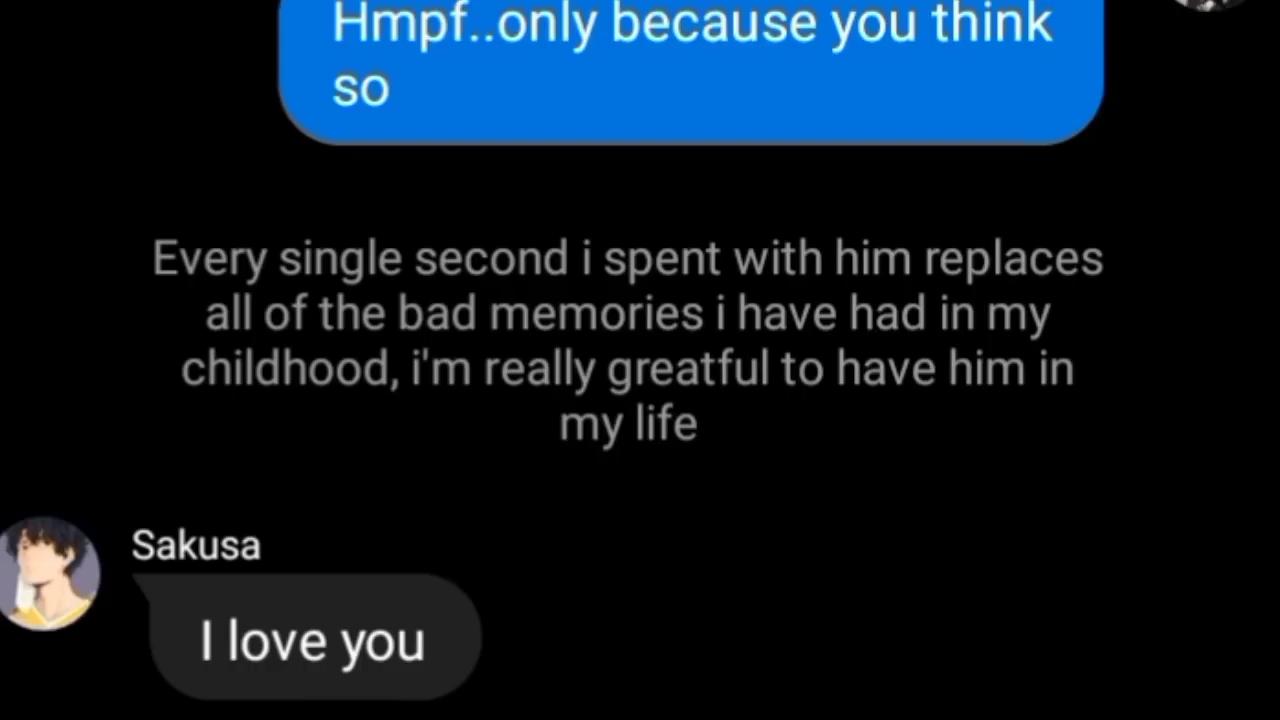 Hmpf..only because you think
so
Every single second i spent with him replaces
all of the bad memories i have had in my
childhood, i'm really greatful to have him in
my life
Sakusa
I love you